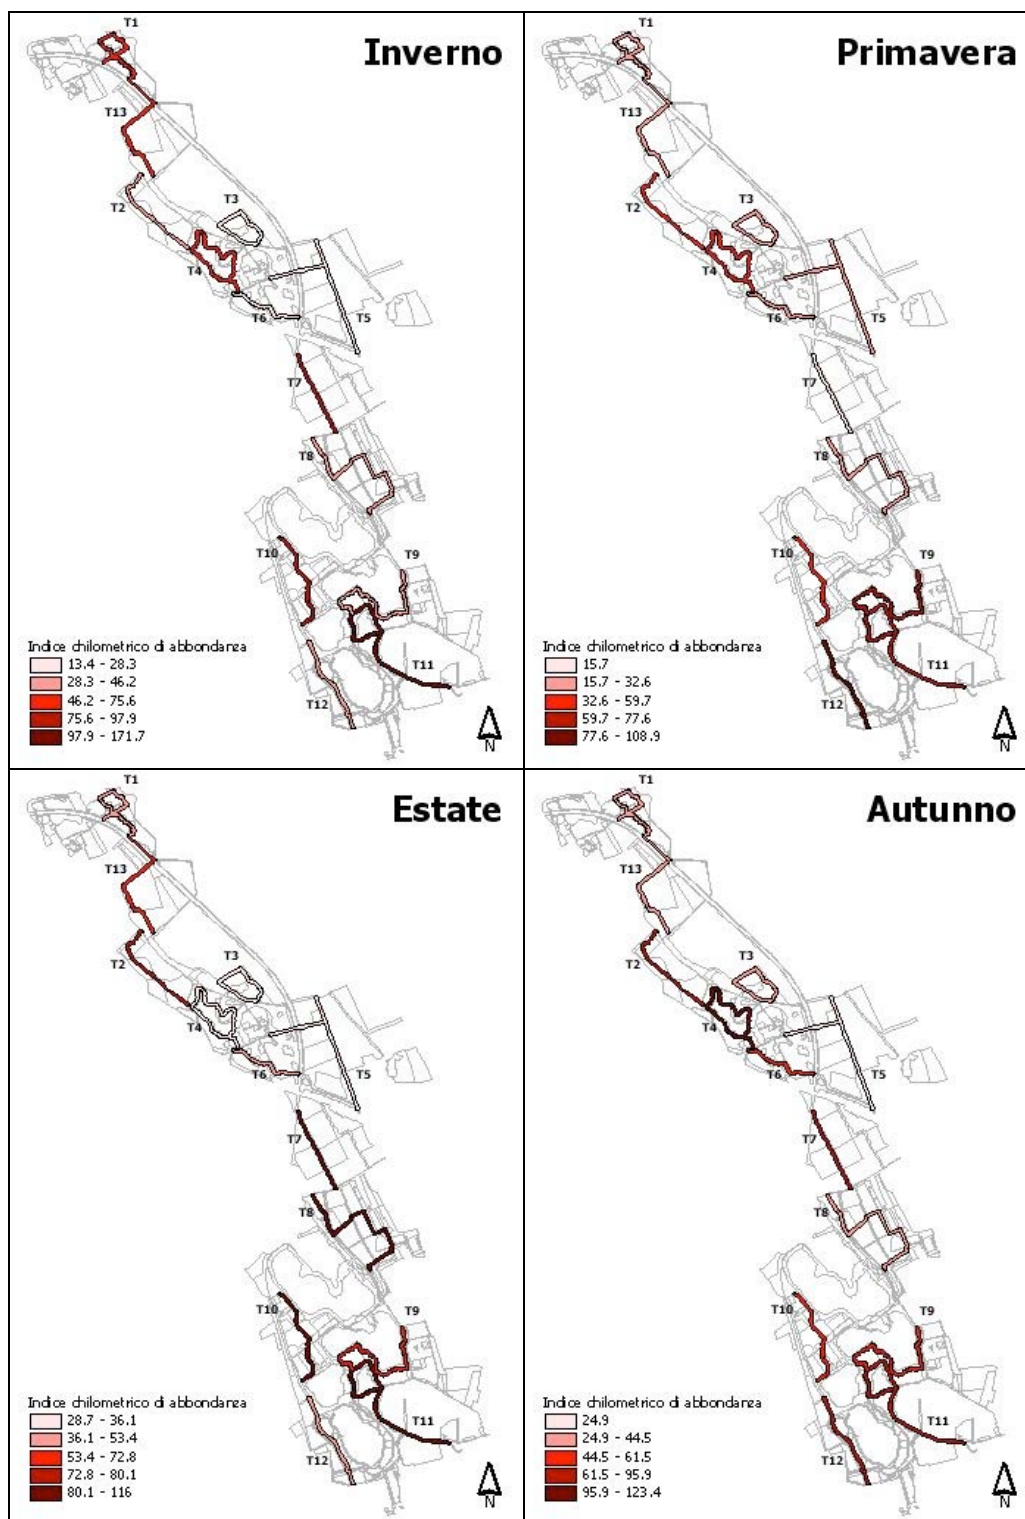 T1
Inverno
T13
T3
T2
T4
T6
T5
T7
T8
T10
T9
Indice chilometrico di abbondanza
13.4 - 28.3
28.3 - 46.2
46.2 - 75.6
75.6 - 97.9
97.9 - 171.7
T11
T12
N
T1
Primavera
T13
T3
T2
T4
T6
T5
T7
T8
T10
T9
Indice chilometrico di abbondanza
15.7
15.7 - 32.6
32.6 - 59.7
59.7 - 77.6
77.6 - 108.9
T11
T12
N
T1
Estate
T13
T3
T2
T4
T6
T5
T7
T8
T10
T9
Indice chilometrico di abbondanza
28.7 - 36.1
36.1 - 53.4
53.4 - 72.8
72.8 - 80.1
80.1 - 116
T11
T12
N
T1
Autunno
T13
T3
T2
T4
T6
T5
T7
T8
T10
T9
Indice chilometrico di abbondanza
24.9
24.9 - 44.5
44.5 - 61.5
61.5 - 95.9
95.9 - 123.4
T11
T12
N